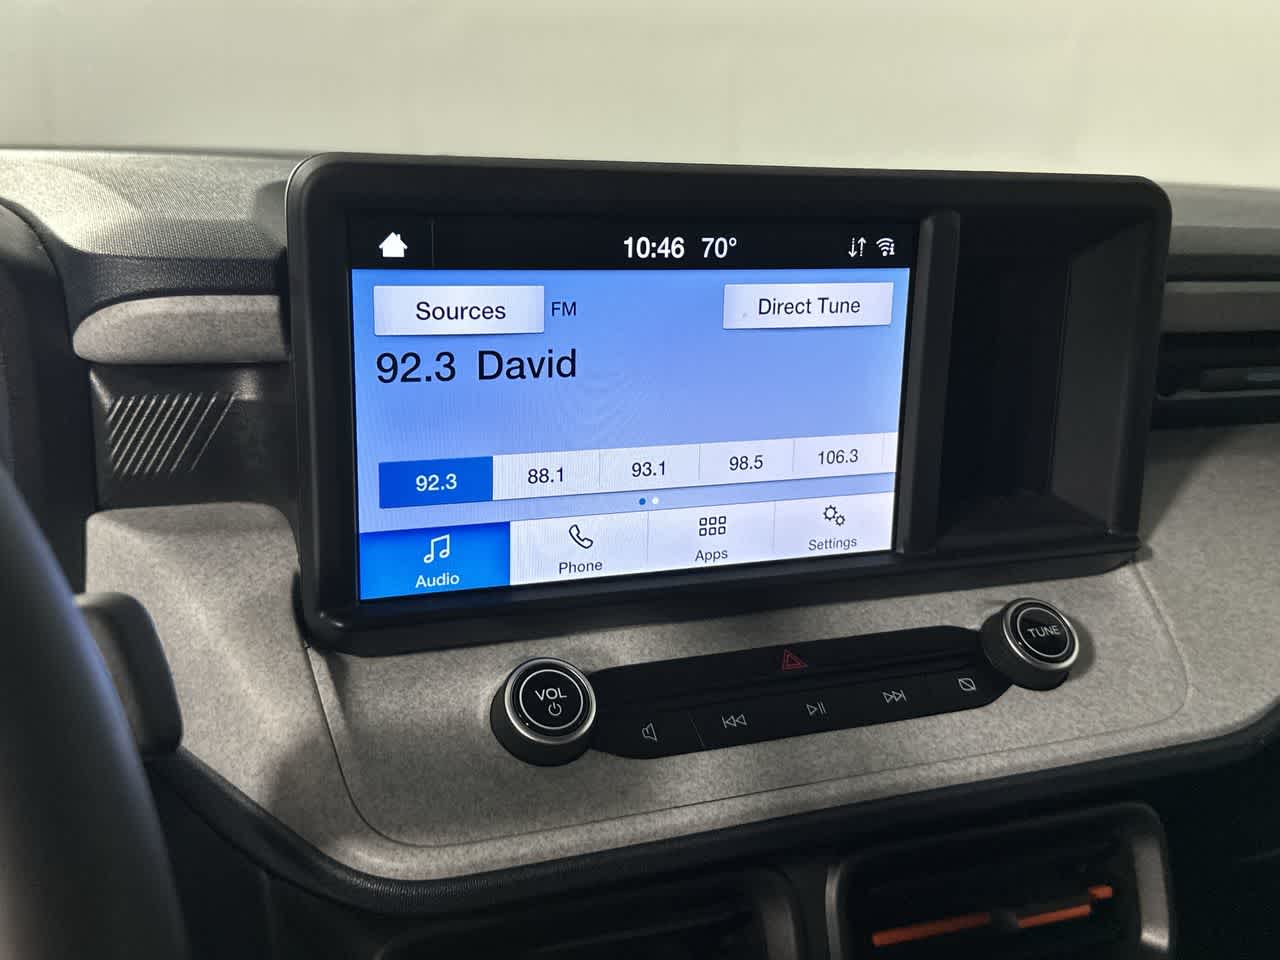 10:46 70°
Sources FM Direct Tune
92.3 David
92.3 88.1 93.1 98.5 106.3
Audio Phone Apps Settings
VOL
TUNE